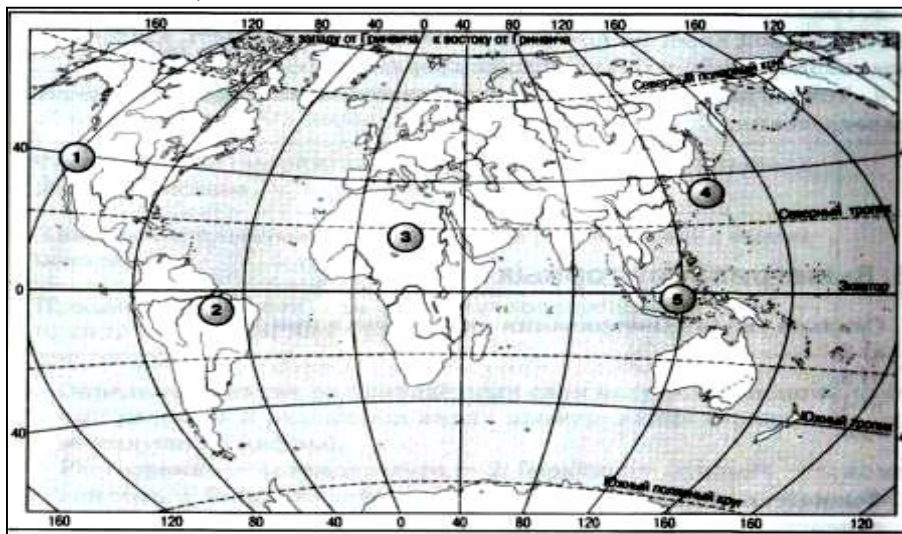 160 120 80 40 0 40 80 120 160 160 120
к западу от Гринвича к востоку от Гринвича
Северный полярный круг
40
1
4
Северный тропик
3
0
Экватор
2
5
Южный тропик
40
Южный полярный круг
160 120 80 40 0 40 80 120 160 160 120